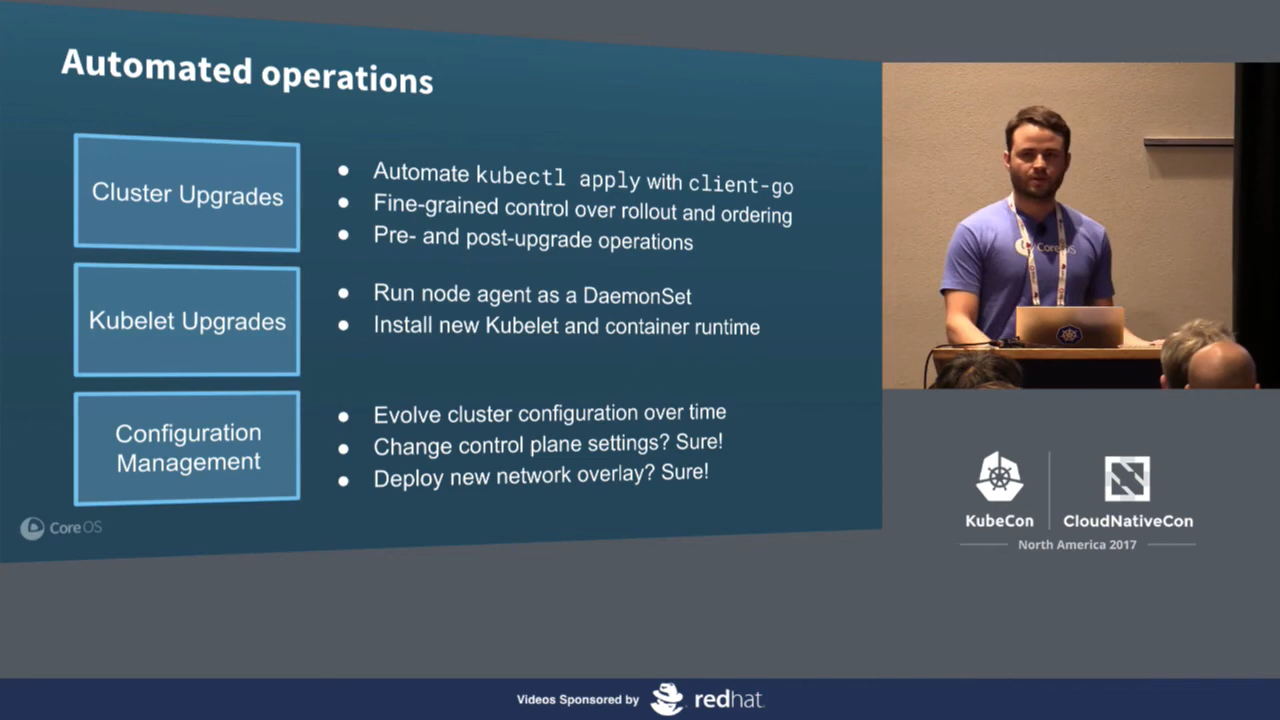 Automated operations
Cluster Upgrades
● Automate kubectl apply with client-go
● Fine-grained control over rollout and ordering
● Pre- and post-upgrade operations
Kubelet Upgrades
● Run node agent as a DaemonSet
● Install new Kubelet and container runtime
Configuration
Management
● Evolve cluster configuration over time
● Change control plane settings? Sure!
● Deploy new network overlay? Sure!
CoreOS
CoreOS
KubeCon
CloudNativeCon
North America 2017
Videos Sponsored by
redhat.